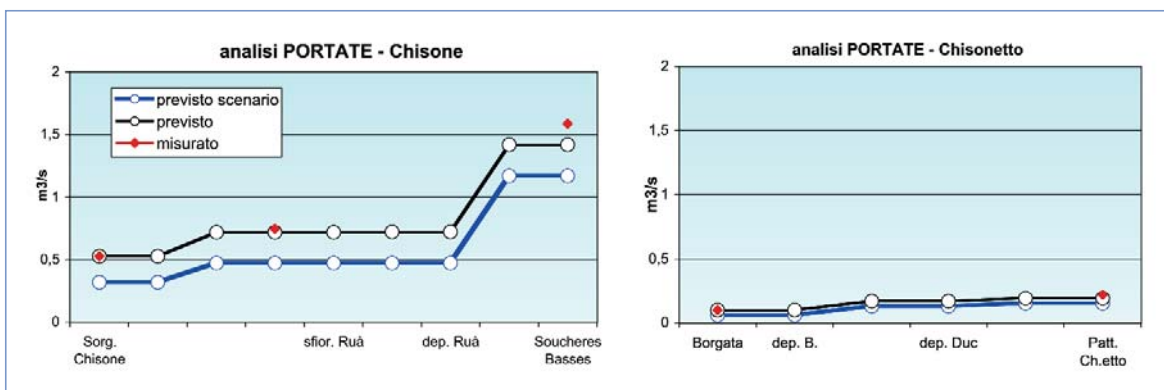 analisi PORTATE - Chisone
2
1,5
1
0,5
0
m3/s
previsto scenario
previsto
misurato
Sorg.
Chisone
sfior. Ruà
dep. Ruà
Soucheres
Basses
analisi PORTATE - Chisonetto
2
1,5
1
0,5
0
m3/s
Borgata
dep. B.
dep. Duc
Patt.
Ch.etto